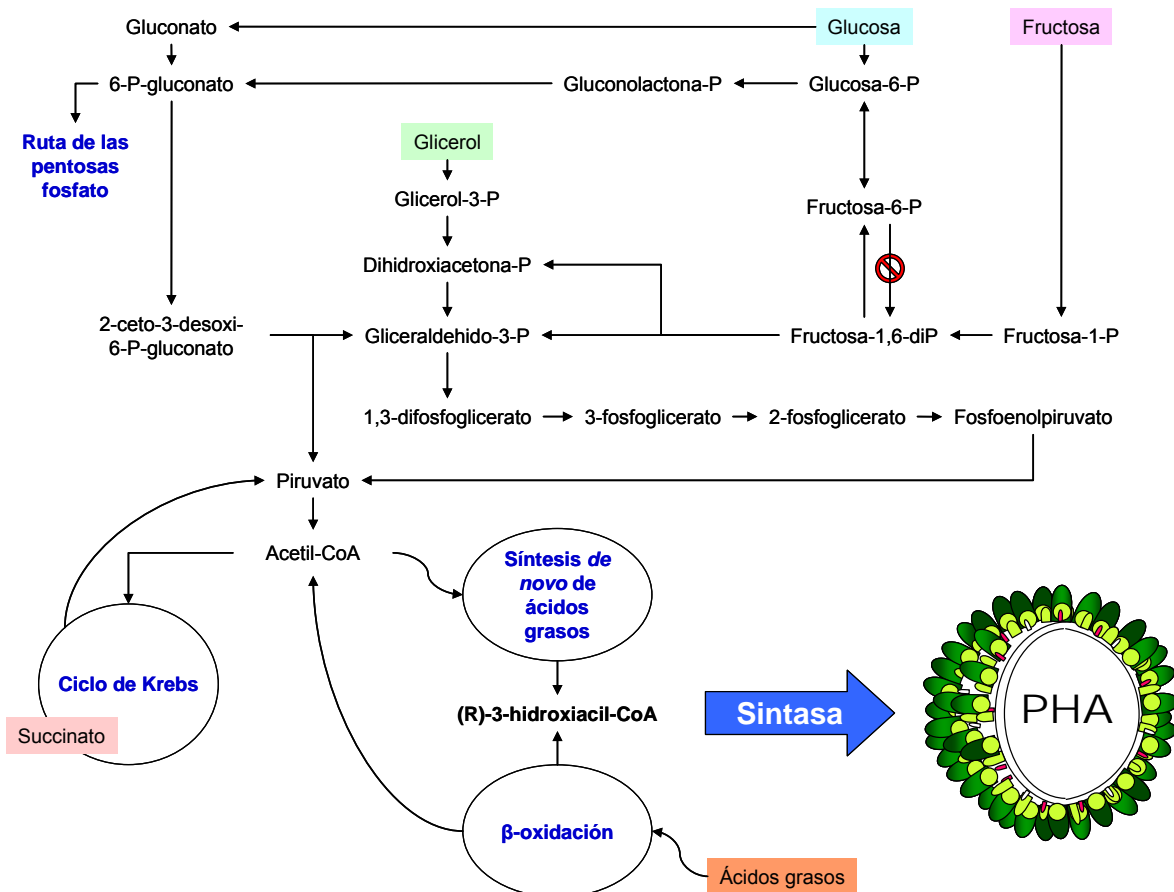 Gluconato
Glucosa
Fructosa
6-P-gluconato
Gluconolactona-P
Glucosa-6-P
Ruta de las
pentosas
fosfato
Glicerol
Glicerol-3-P
Fructosa-6-P
Dihidroxiacetona-P
2-ceto-3-desoxi-
6-P-gluconato
Gliceraldehido-3-P
Fructosa-1,6-diP
Fructosa-1-P
1,3-difosfoglicerato
3-fosfoglicerato
2-fosfoglicerato
Fosfoenolpiruvato
Piruvato
Acetil-CoA
Síntesis de
novo de
ácidos
grasos
Ciclo de Krebs
Succinato
(R)-3-hidroxiacil-CoA
Sintasa
PHA
β-oxidación
Ácidos grasos